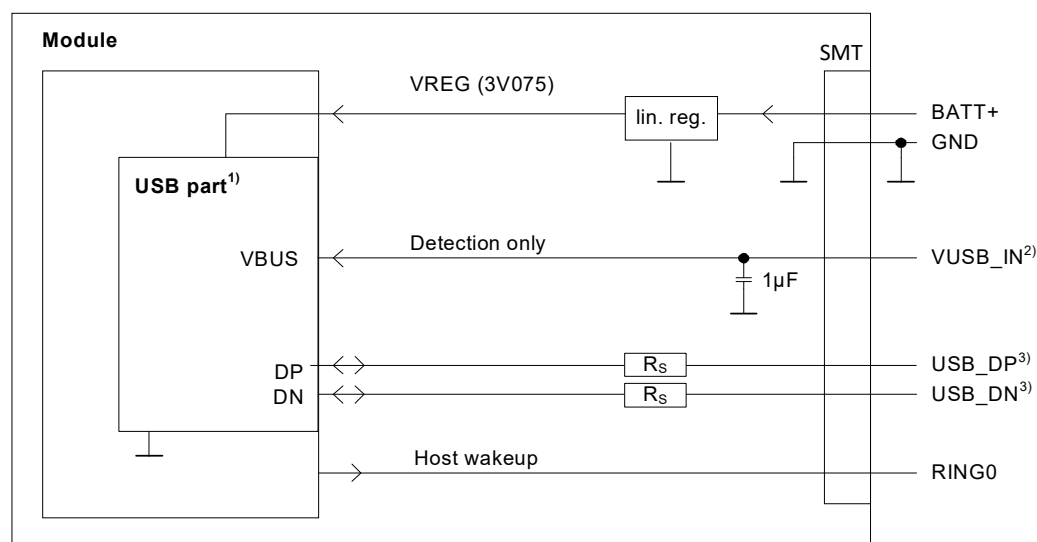 Module
SMT
VREG (3V075)
lin. reg.
BATT+
GND
USB part1)
Detection only
VBUS
VUSB_IN2)
1µF
DP
RS
USB_DP3)
DN
RS
USB_DN3)
Host wakeup
RING0